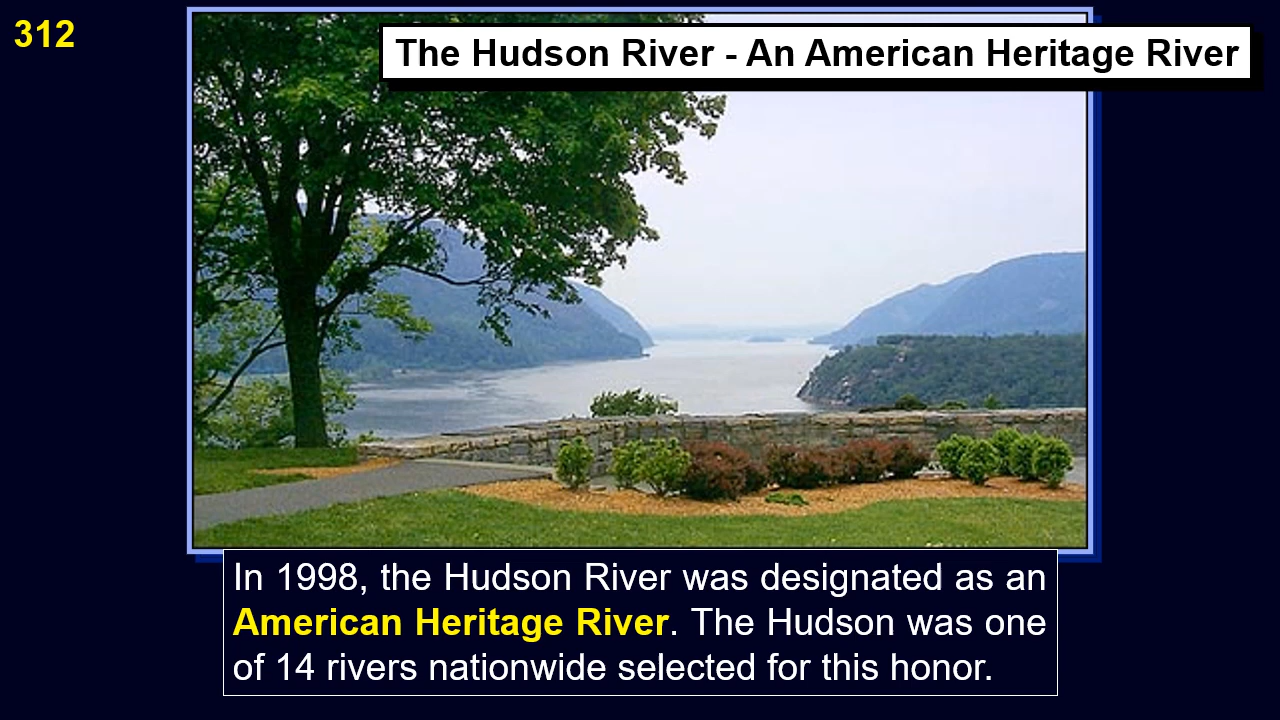 312
The Hudson River - An American Heritage River
In 1998, the Hudson River was designated as an
American Heritage River. The Hudson was one
of 14 rivers nationwide selected for this honor.